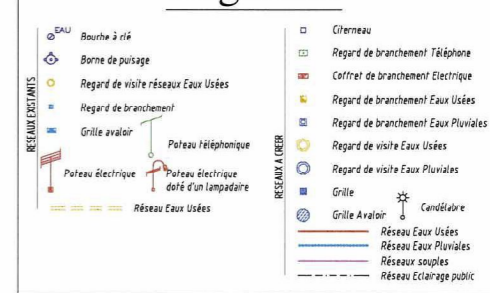 EAU
Bouche à clé
Borne de puisage
Regard de visite réseaux Eaux Usées
Regard de branchement
Grille avaloir
Poteau téléphonique
Poteau électrique
Poteau électrique
doté d'un lampadaire
Réseau Eaux Usées
RESEAUX EXISTANTS
Citerneau
Regard de branchement Téléphone
Coffret de branchement Electrique
Regard de branchement Eaux Usées
Regard de branchement Eaux Pluviales
Regard de visite Eaux Usées
Regard de visite Eaux Pluviales
Grille
Grille Avaloir
Candélabre
Réseau Eaux Usées
Réseau Eaux Pluviales
Réseaux souples
Réseau Eclairage public
RESEAUX A CREER